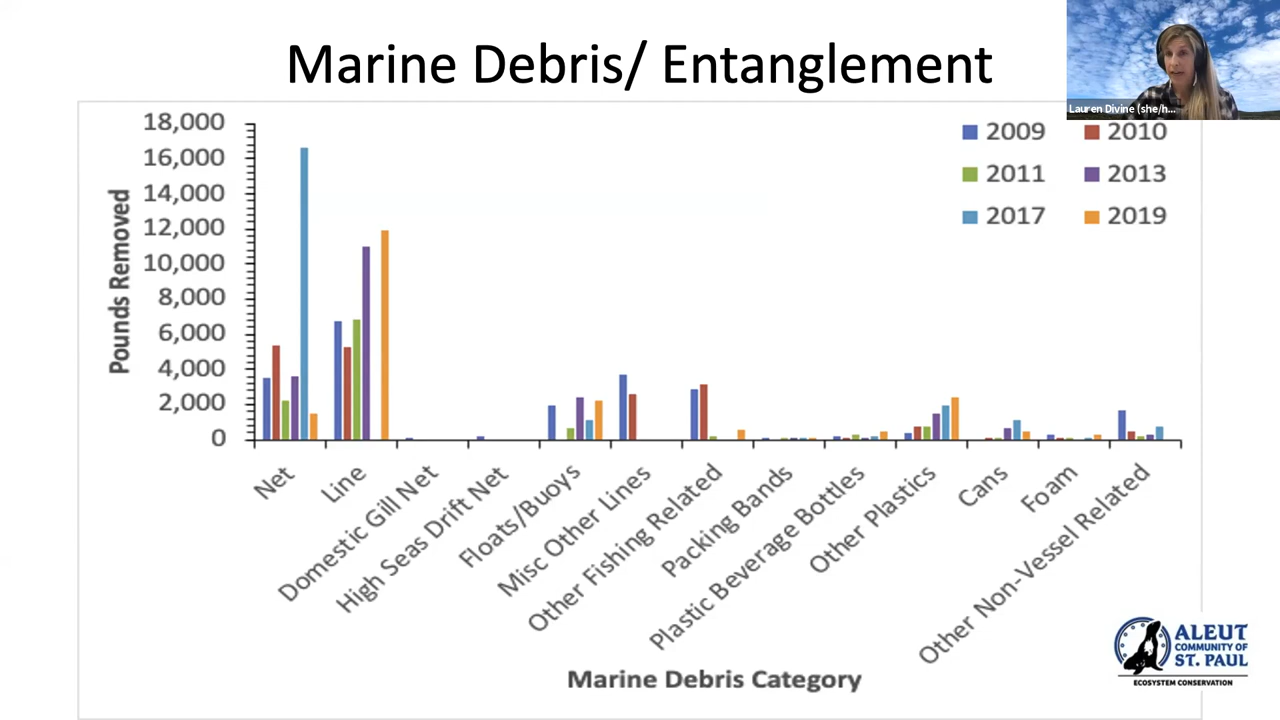 Marine Debris/ Entanglement
Lauren Divine (she/h...
18,000
16,000
14,000
12,000
10,000
8,000
6,000
4,000
2,000
0
Pounds Removed
2009
2010
2011
2013
2017
2019
Net
Line
Domestic Gill Net
High Seas Drift Net
Floats/Buoys
Misc Other Lines
Other Fishing Related
Packing Bands
Plastic Beverage Bottles
Other Plastics
Cans
Foam
Other Non-Vessel Related
Marine Debris Category
ALEUT
COMMUNITY OF
ST. PAUL
ECOSYSTEM CONSERVATION